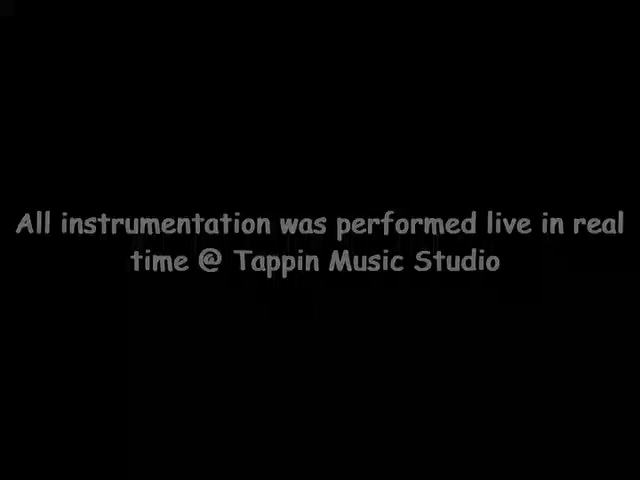 All instrumentation was performed live in real
time @ Tappin Music Studio